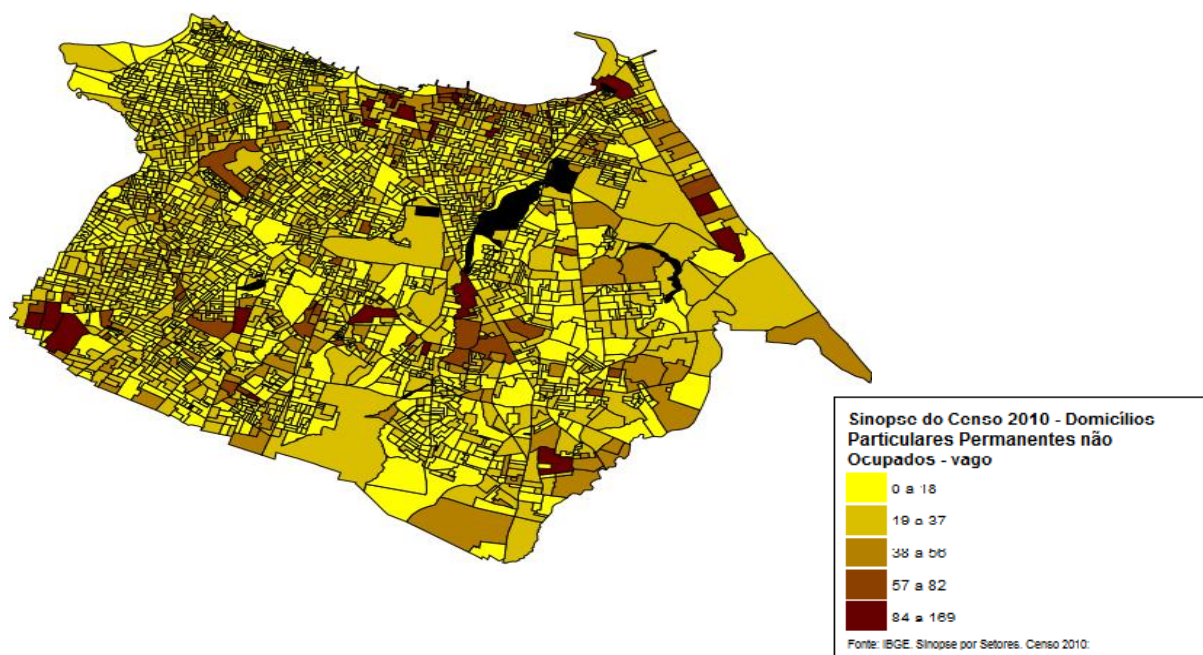 Sinopse do Censo 2010 - Domicílios
Particulares Permanentes não
Ocupados - vago
0 a 18
19 a 37
38 a 56
57 a 82
84 a 169
Fonte: IBGE. Sinopse por Setores. Censo 2010: